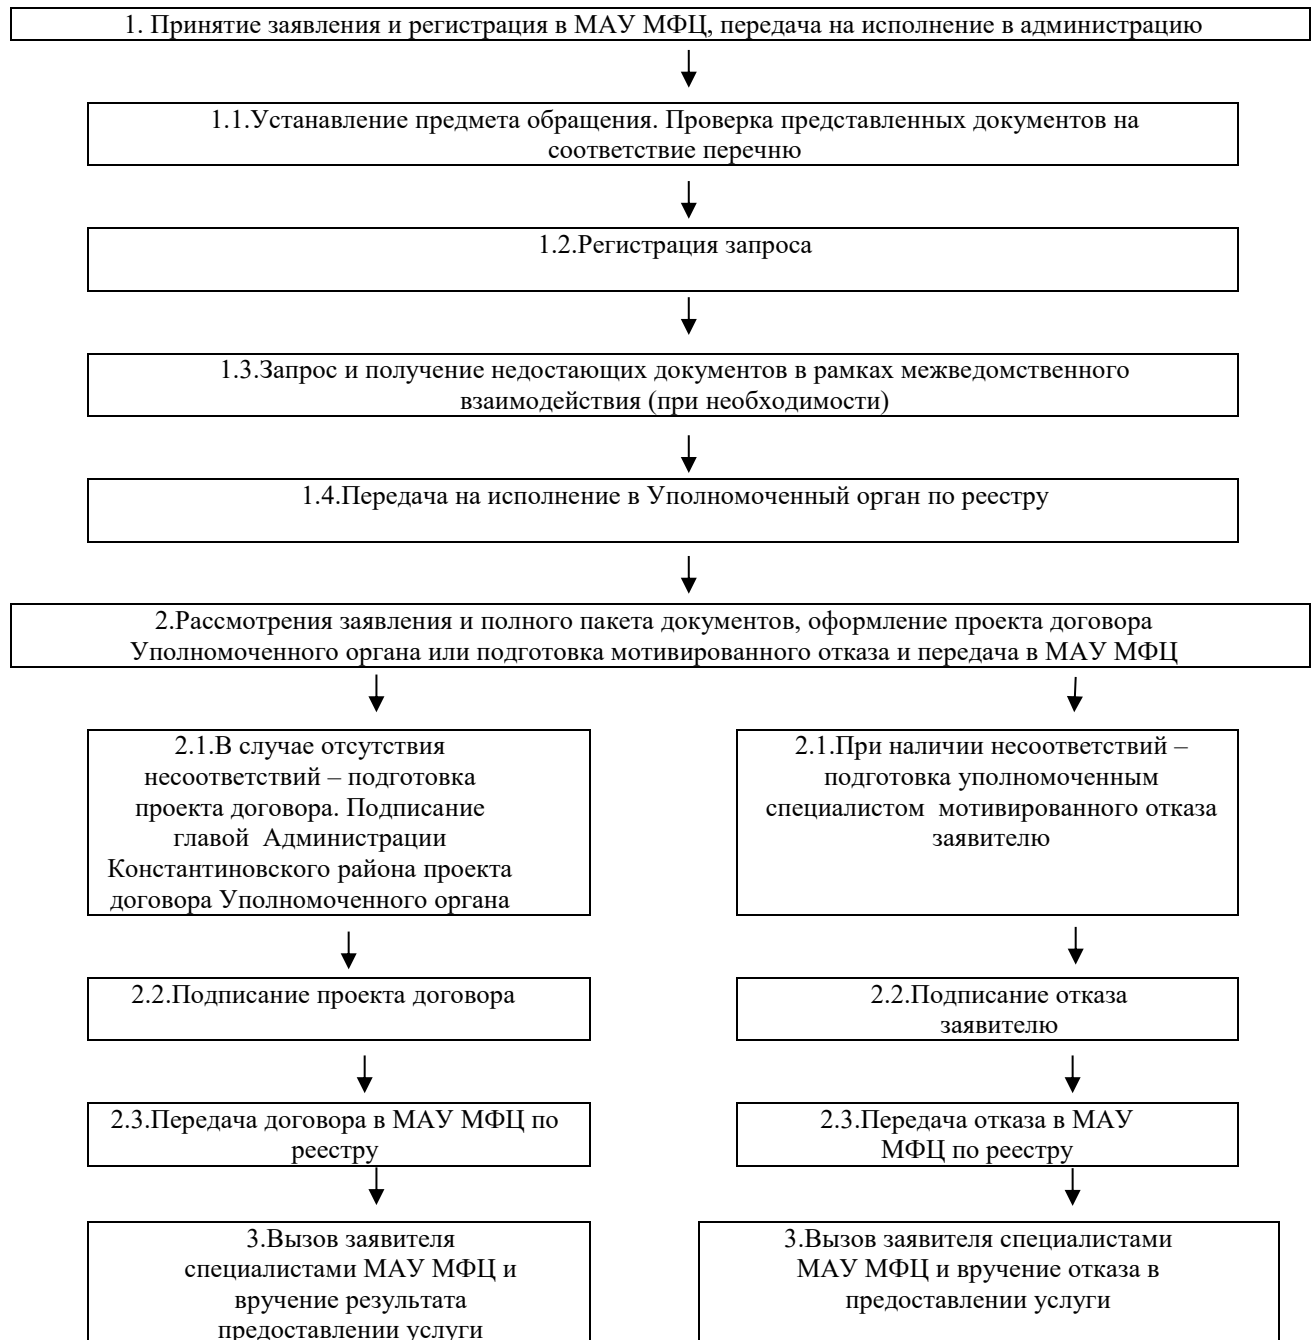 1. Принятие заявления и регистрация в МАУ МФЦ, передача на исполнение в администрацию
1.1.Устанавление предмета обращения. Проверка представленных документов на
соответствие перечню
1.2.Регистрация запроса
1.3.Запрос и получение недостающих документов в рамках межведомственного
взаимодействия (при необходимости)
1.4.Передача на исполнение в Уполномоченный орган по реестру
2.Рассмотрения заявления и полного пакета документов, оформление проекта договора
Уполномоченного органа или подготовка мотивированного отказа и передача в МАУ МФЦ
2.1.В случае отсутствия
несоответствий – подготовка
проекта договора. Подписание
главой Администрации
Константиновского района проекта
договора Уполномоченного органа
2.1.При наличии несоответствий –
подготовка уполномоченным
специалистом мотивированного отказа
заявителю
2.2.Подписание проекта договора
2.2.Подписание отказа
заявителю
2.3.Передача договора в МАУ МФЦ по
реестру
2.3.Передача отказа в МАУ
МФЦ по реестру
3.Вызов заявителя
специалистами МАУ МФЦ и
вручение результата
предоставлении услуги
3.Вызов заявителя специалистами
МАУ МФЦ и вручение отказа в
предоставлении услуги